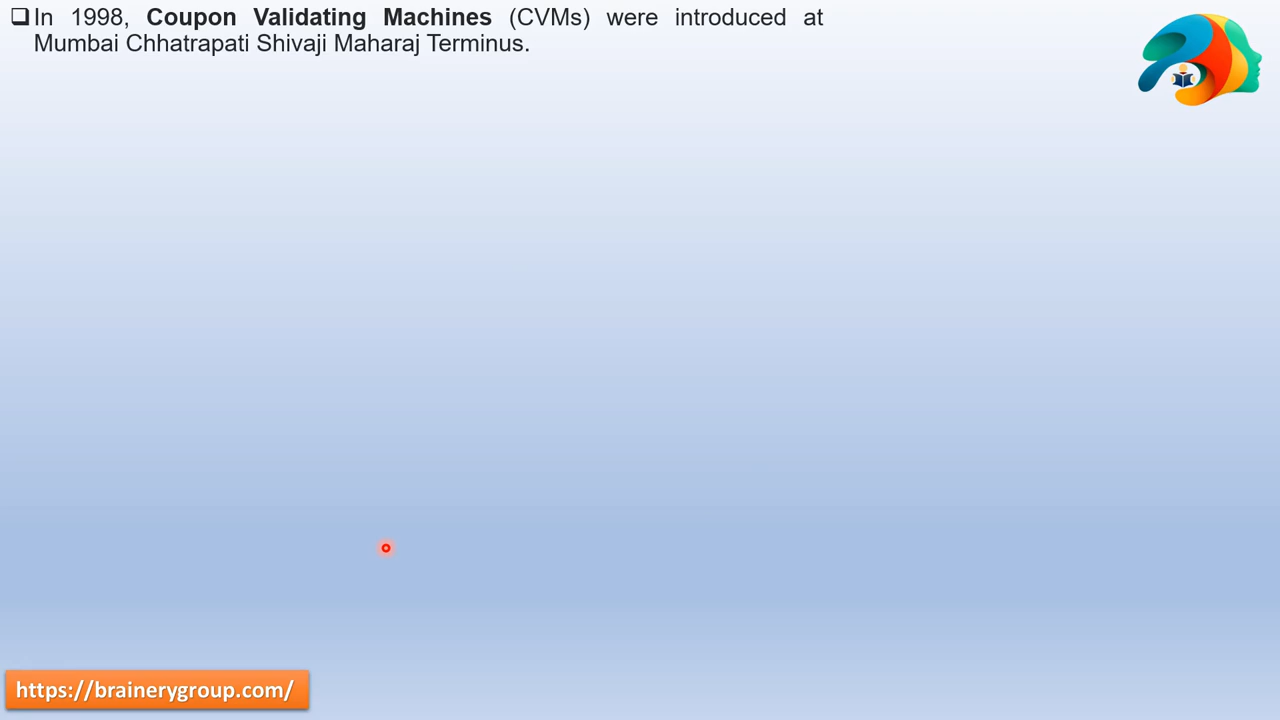 ❑In 1998, Coupon Validating Machines (CVMs) were introduced at
Mumbai Chhatrapati Shivaji Maharaj Terminus.
https://brainerygroup.com/